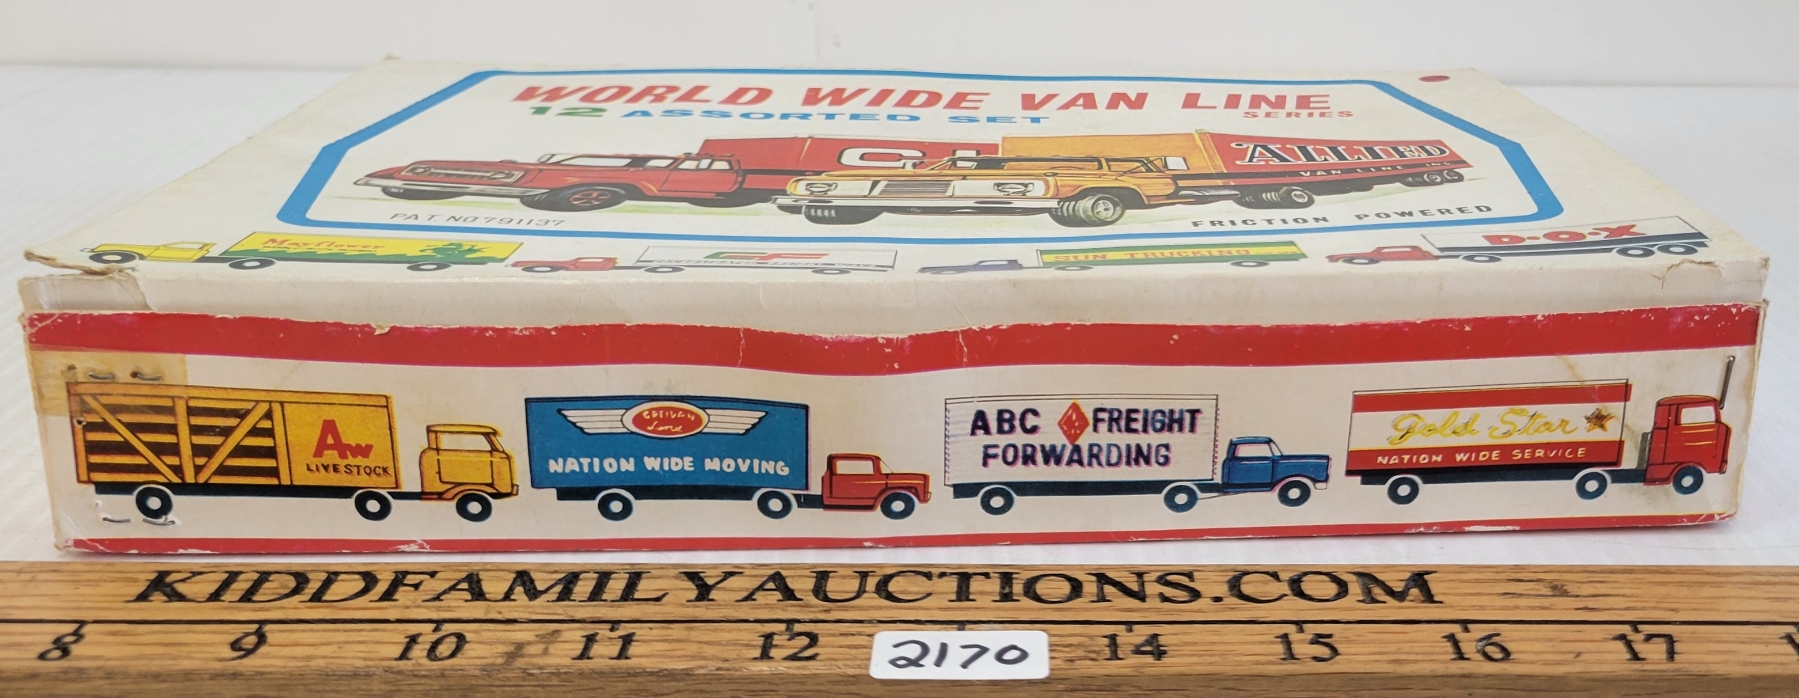 WORLD WIDE VAN LINE
SERIES
12 ASSORTED SET
ALLIED
VAN LINE INC
PAT. NO 791137
FRICTION POWERED
Mayflower
CF
SUN TRUCKING
D-O-X
AW
LIVESTOCK
Line
NATION WIDE MOVING
ABC FREIGHT
FORWARDING
Gold Star
NATION WIDE SERVICE
KIDDFAMILYAUCTIONS.COM
8 9 10 11 12 14 15 16 17
2170